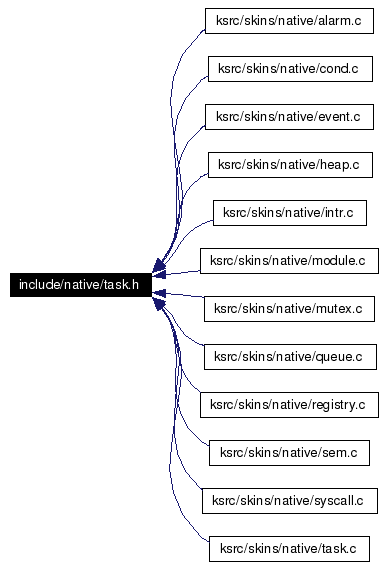 ksrc/skins/native/alarm.c
ksrc/skins/native/cond.c
ksrc/skins/native/event.c
ksrc/skins/native/heap.c
ksrc/skins/native/intr.c
ksrc/skins/native/module.c
include/native/task.h
ksrc/skins/native/mutex.c
ksrc/skins/native/queue.c
ksrc/skins/native/registry.c
ksrc/skins/native/sem.c
ksrc/skins/native/syscall.c
ksrc/skins/native/task.c